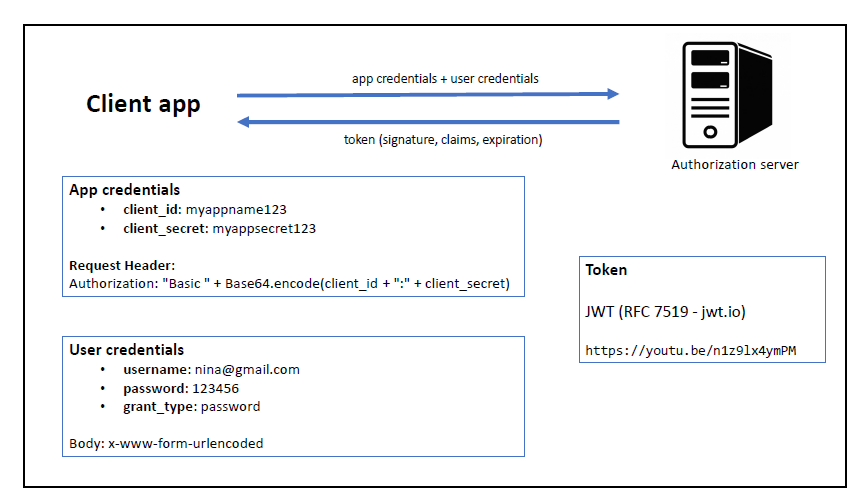 app credentials + user credentials
Client app
token (signature, claims, expiration)
Authorization server
App credentials
• client_id: myappname123
• client_secret: myappsecret123
Request Header:
Authorization: "Basic " + Base64.encode(client_id + ":" + client_secret)
Token
JWT (RFC 7519 - jwt.io)
https://youtu.be/n1z9lx4ymPM
User credentials
• username: nina@gmail.com
• password: 123456
• grant_type: password
Body: x-www-form-urlencoded